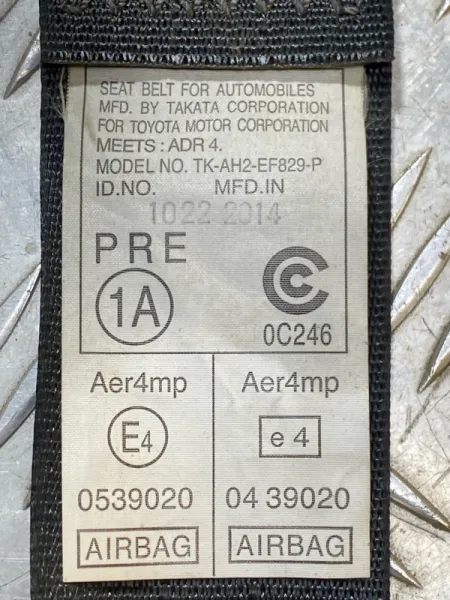 SEAT BELT FOR AUTOMOBILES
MFD. BY TAKATA CORPORATION
FOR TOYOTA MOTOR CORPORATION
MEETS : ADR 4.
MODEL NO. TK-AH2-EF829-P
ID.NO. MFD.IN
1022 2014
PRE
1A
0C246
Aer4mp Aer4mp
E4 e 4
0539020 04 39020
AIRBAG AIRBAG